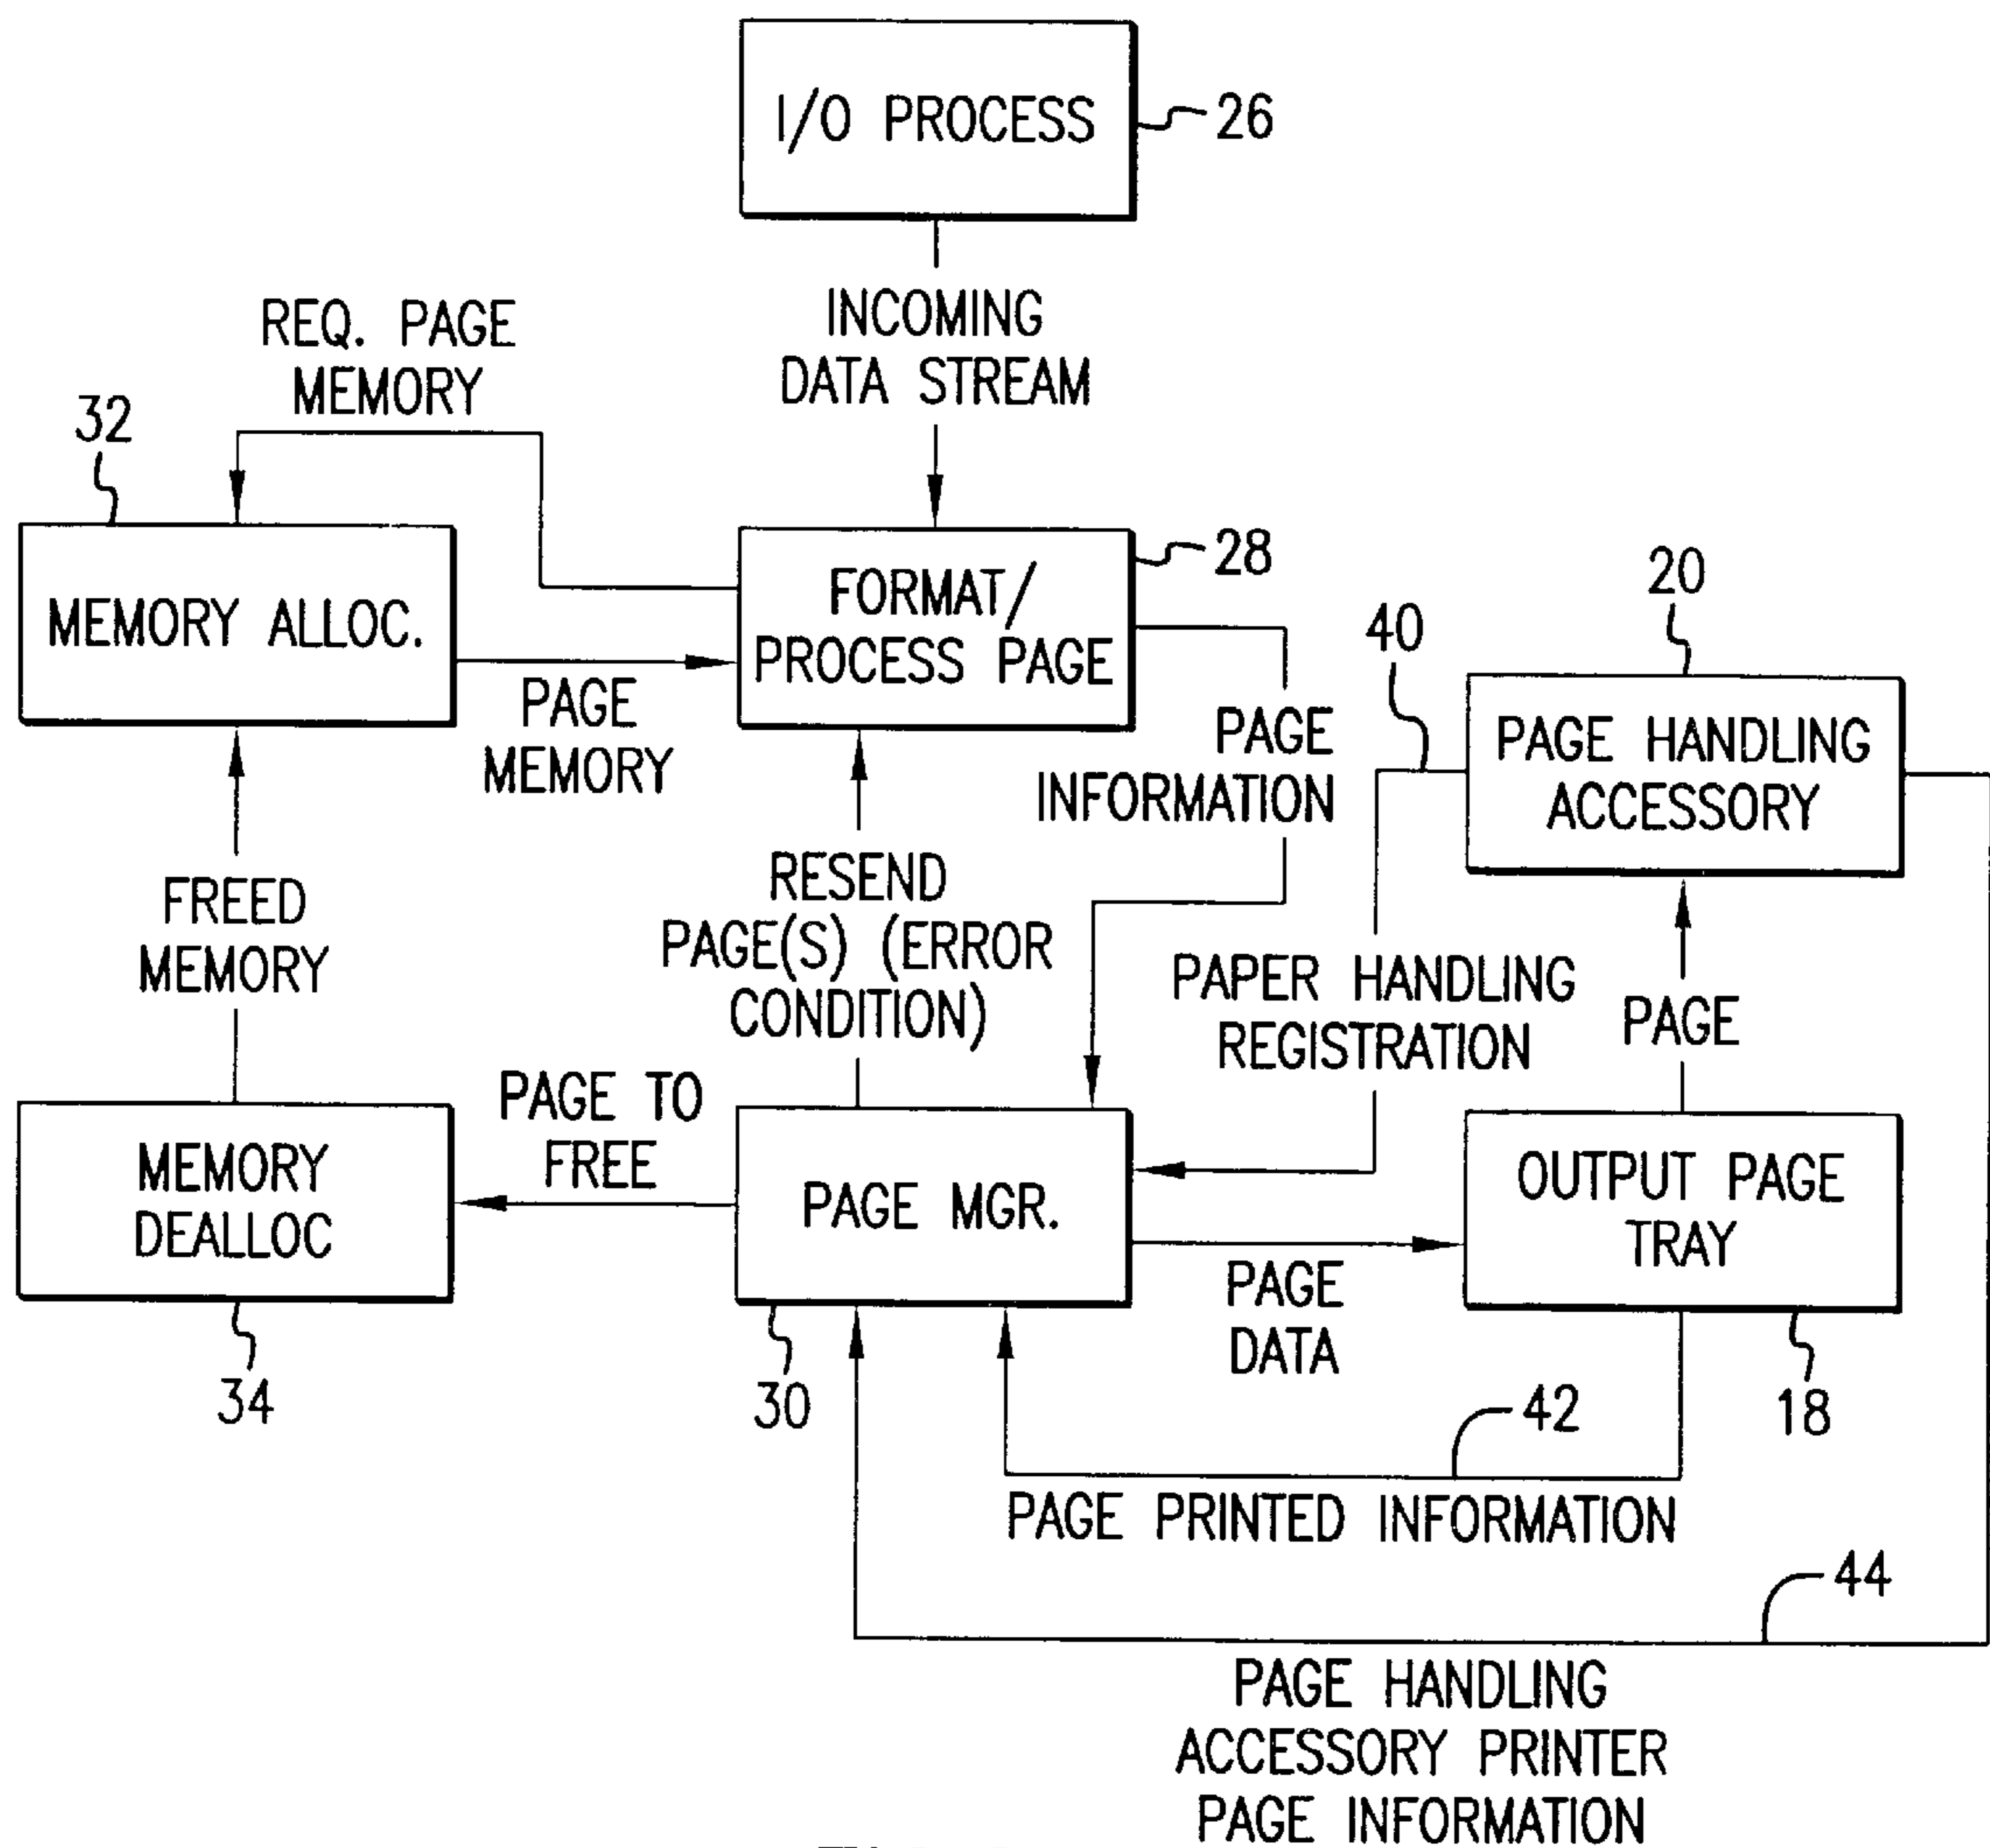 I/O PROCESS
26
INCOMING
DATA STREAM
REQ. PAGE
MEMORY
32
MEMORY ALLOC.
FORMAT/
PROCESS PAGE
28
PAGE
MEMORY
PAGE
INFORMATION
40
20
PAGE HANDLING
ACCESSORY
FREED
MEMORY
RESEND
PAGE(S) (ERROR
CONDITION)
PAPER HANDLING
REGISTRATION
PAGE
MEMORY
DEALLOC
34
PAGE TO
FREE
PAGE MGR.
30
PAGE
DATA
OUTPUT PAGE
TRAY
18
42
PAGE PRINTED INFORMATION
44
PAGE HANDLING
ACCESSORY PRINTER
PAGE INFORMATION